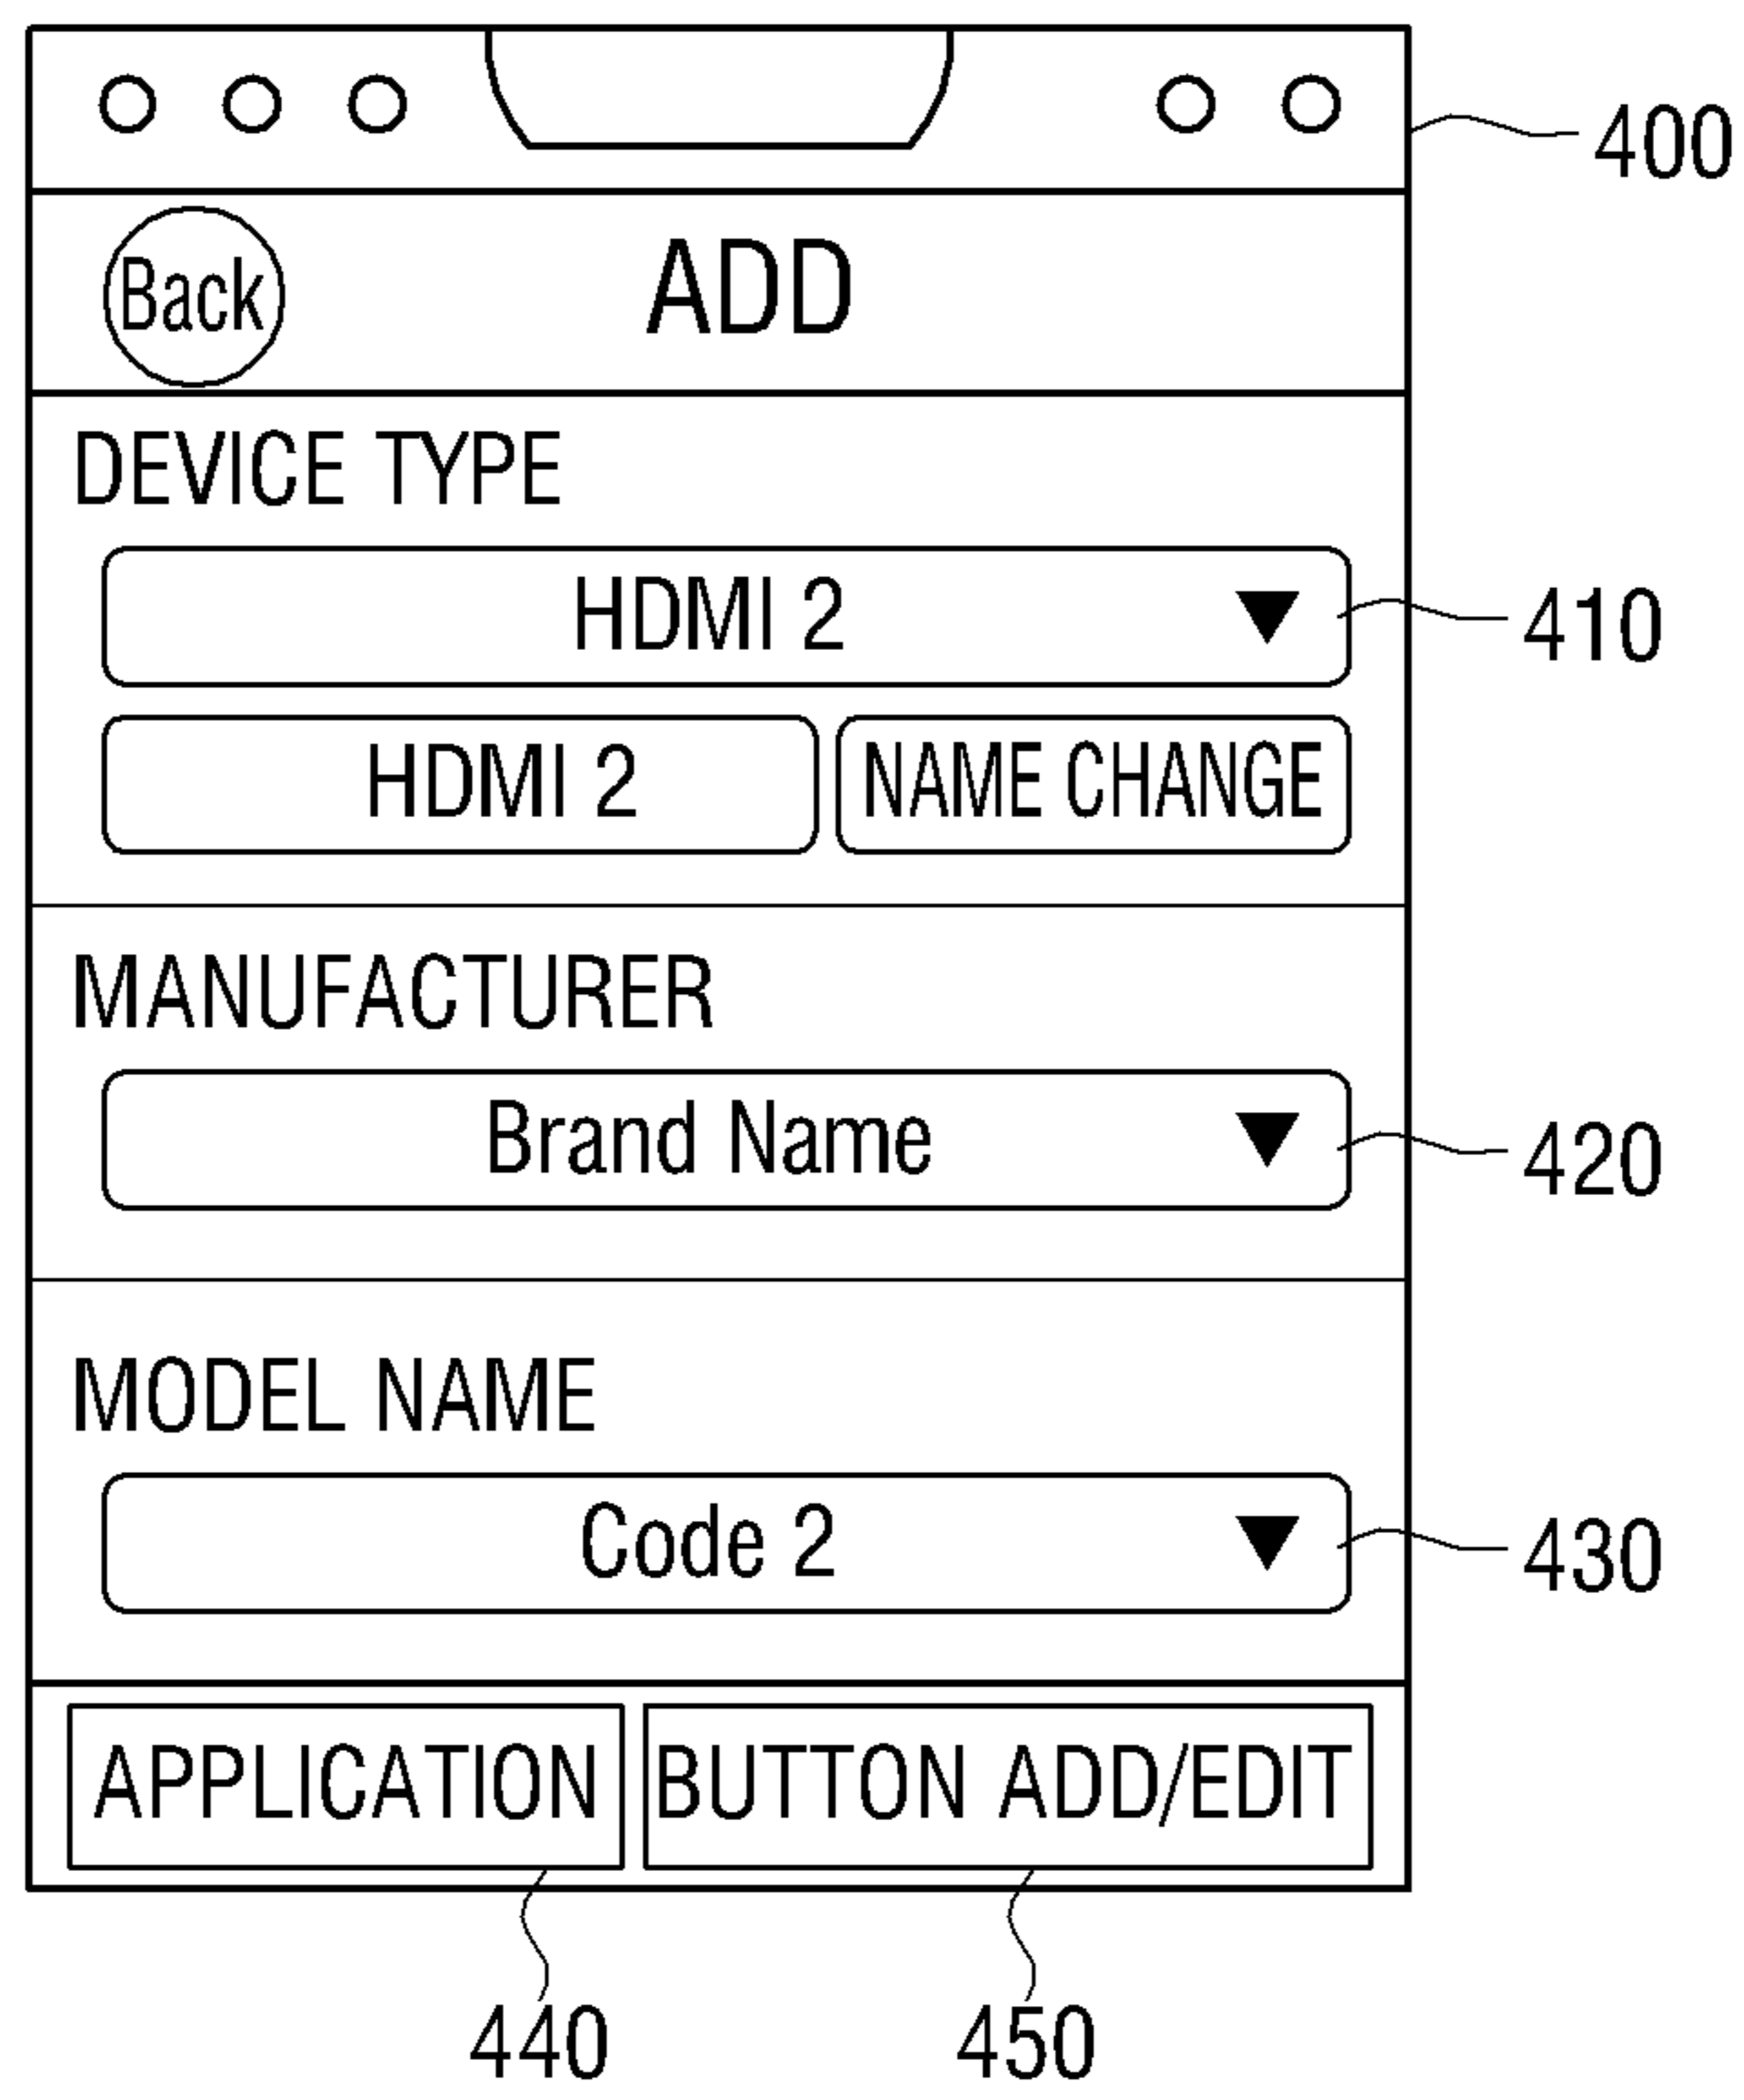 400
Back ADD
DEVICE TYPE
HDMI 2 410
HDMI 2 NAME CHANGE
MANUFACTURER
Brand Name 420
MODEL NAME
Code 2 430
APPLICATION BUTTON ADD/EDIT
440 450